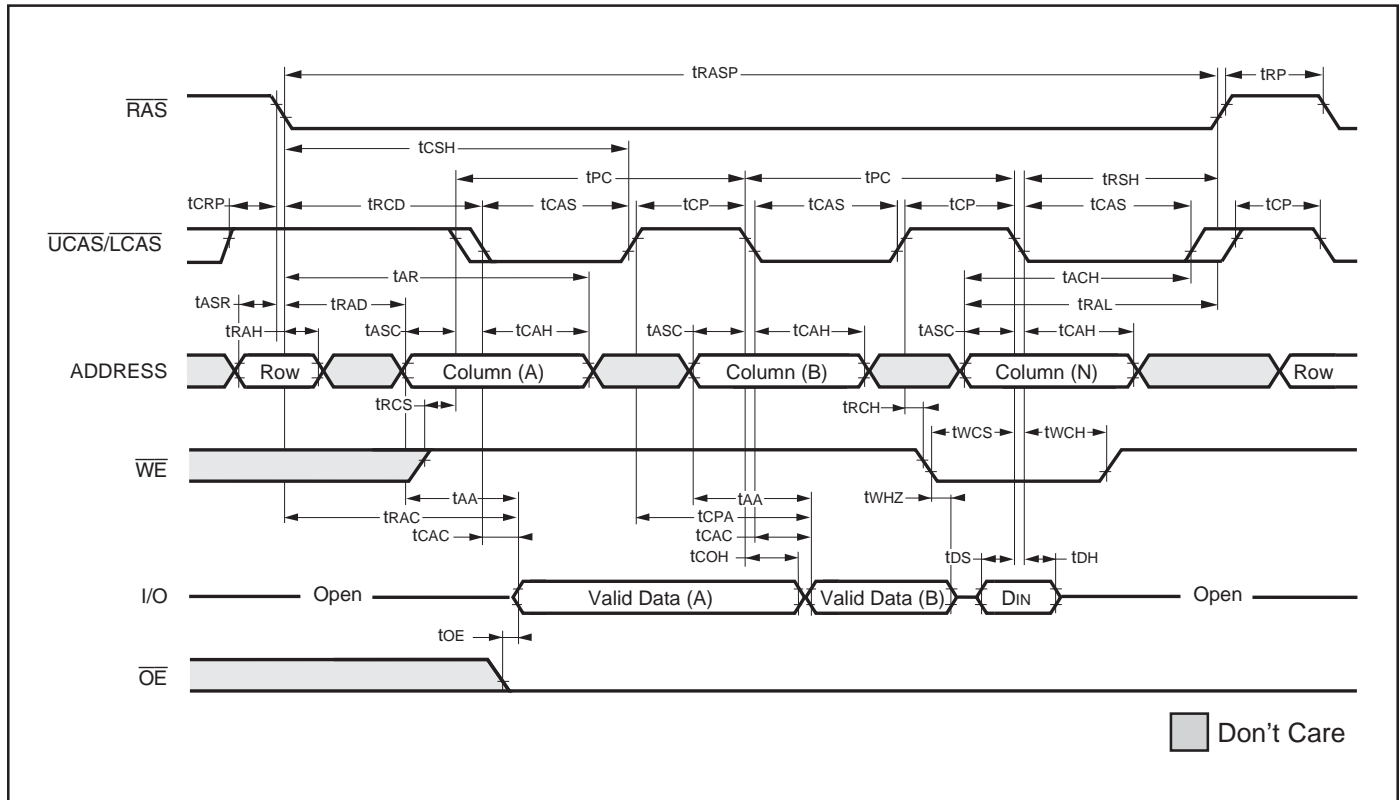 tRASP tRP
RAS
tCSH
tPC tPC tRSH
tCRP tRCD tCAS tCP tCAS tCP tCAS tCP
UCAS/LCAS
tAR tACH
tASR tRAD tRAL
tRAH tASC tCAH tASC tCAH tASC tCAH
ADDRESS Row Column (A) Column (B) Column (N) Row
tRCS tRCH
tWCS tWCH
WE
tAA tAA tWHZ
tRAC tCPA
tCAC tCAC
tCOH tDS tDH
I/O Open Valid Data (A) Valid Data (B) DIN Open
tOE
OE
Don't Care